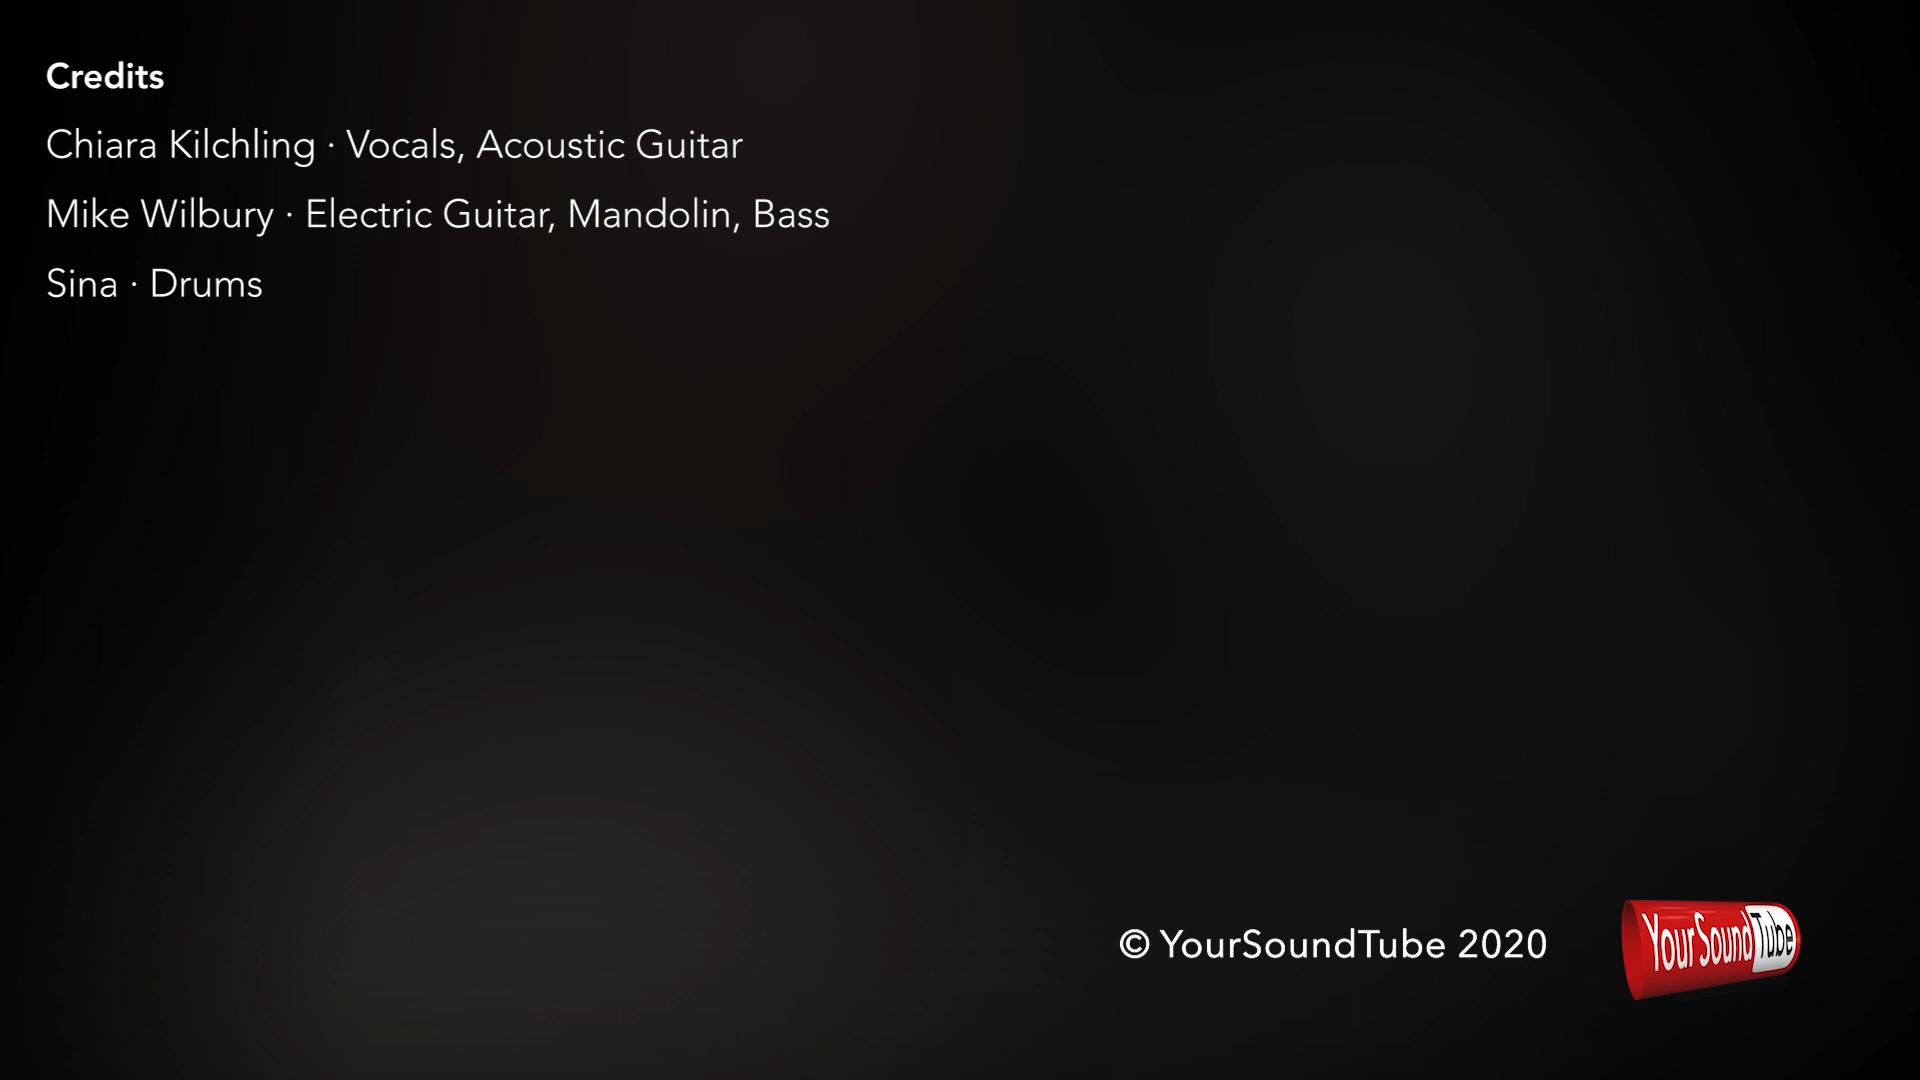 Credits
Chiara Kilchling · Vocals, Acoustic Guitar
Mike Wilbury · Electric Guitar, Mandolin, Bass
Sina · Drums
© YourSoundTube 2020
YourSoundTube